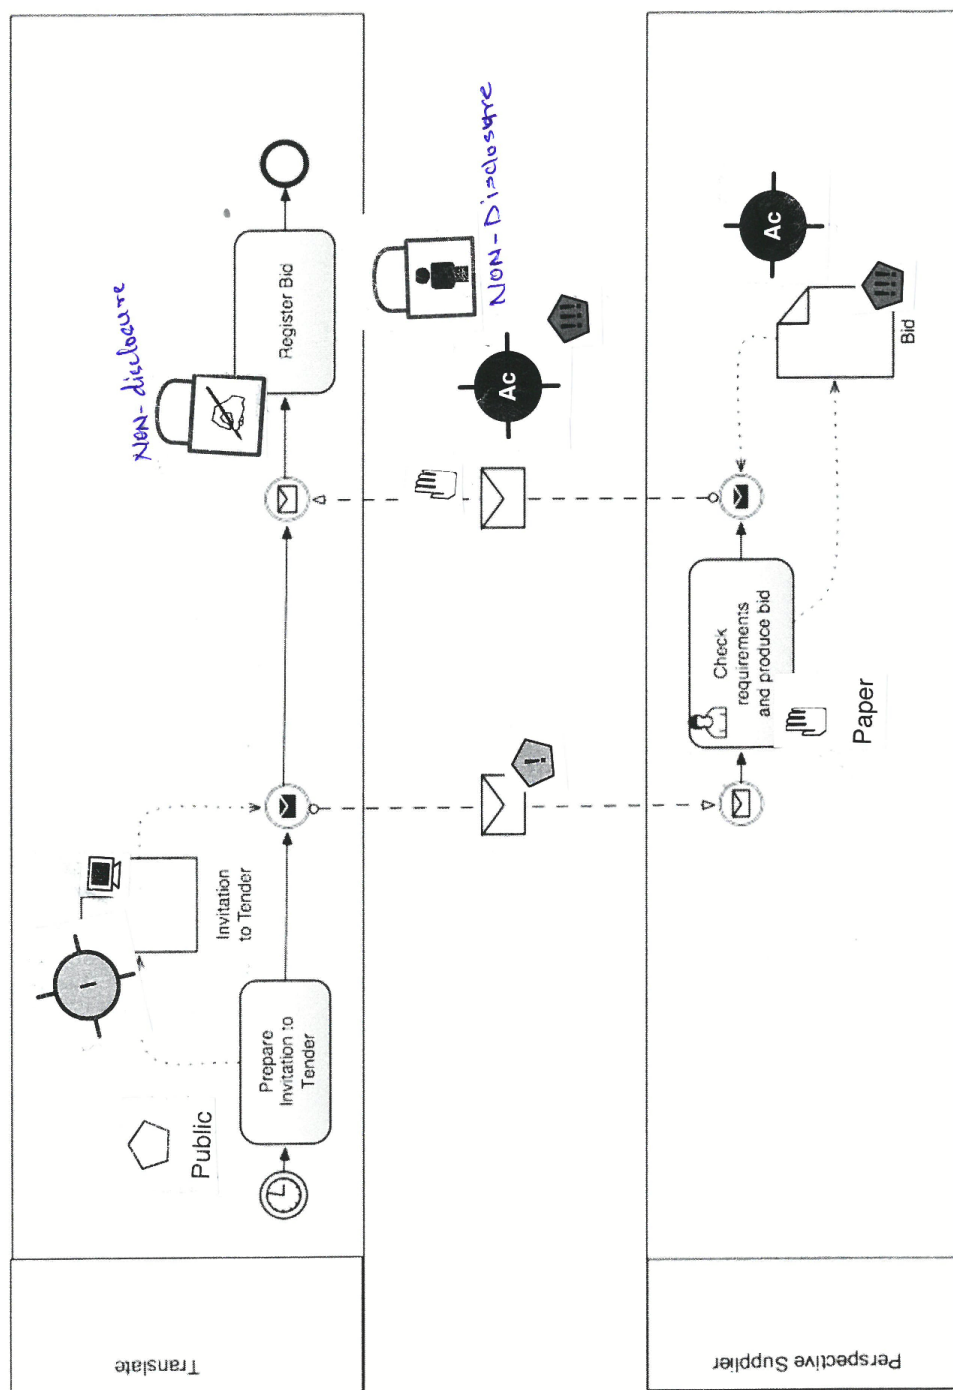 Translate
Public
Prepare
Invitation to
Tender
I
Invitation
to Tender
!
NON-disclosure
Register Bid
NON-Disclosure
Ac
!!!
Perspective Supplier
Check
requirements
and produce bid
Paper
Ac
!!!
Bid